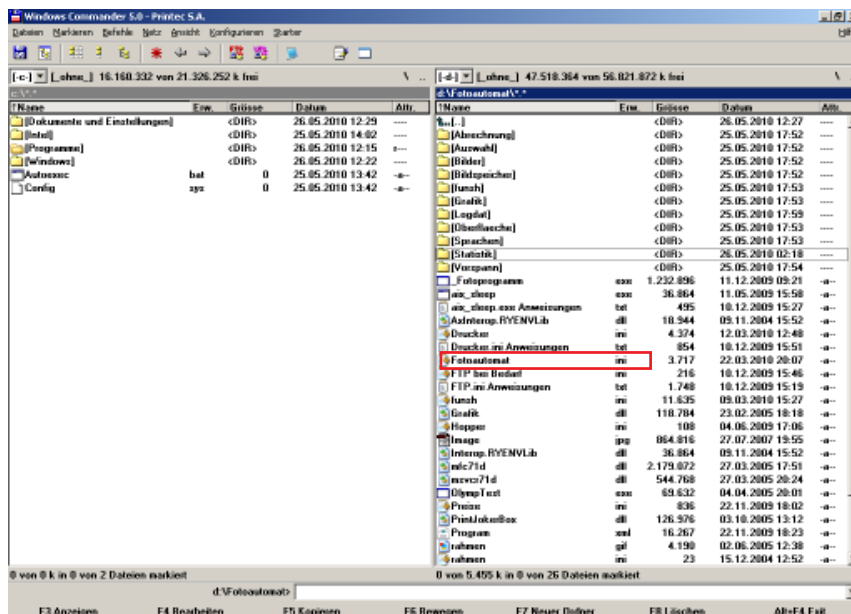 Windows Commander 5.0 - Printec S.A.
Dateien Markieren Befehle Netz Ansicht Konfigurieren Starter
[-c-] [_ohne_] 16.160.332 von 21.326.252 k frei \ ..
c:\*.*
↑Name Erw. Grösse Datum Attr.
[Dokumente und Einstellungen] <DIR> 26.05.2010 12:29 ----
[Intel] <DIR> 25.05.2010 14:02 ----
[Programme] <DIR> 26.05.2010 12:15 r---
[Windows] <DIR> 26.05.2010 12:22 ----
Autoexec bat 0 25.05.2010 13:42 -a--
Config sys 0 25.05.2010 13:42 -a--
0 von 0 k in 0 von 2 Dateien markiert
[-d-] [_ohne_] 47.518.364 von 56.821.872 k frei \
d:\Fotoautomat\*.*
↑Name Erw. Grösse Datum Attr.
[..] <DIR> 26.05.2010 12:27 ----
[Abrechnung] <DIR> 25.05.2010 17:52 ----
[Auswahl] <DIR> 25.05.2010 17:52 ----
[Bilder] <DIR> 25.05.2010 17:52 ----
[Bildspeicher] <DIR> 25.05.2010 17:52 ----
[funsh] <DIR> 25.05.2010 17:53 ----
[Grafik] <DIR> 25.05.2010 17:53 ----
[Logdat] <DIR> 25.05.2010 17:59 ----
[Oberflaeche] <DIR> 25.05.2010 17:53 ----
[Sprachen] <DIR> 25.05.2010 17:53 ----
[Statistik] <DIR> 26.05.2010 02:18 ----
[Vorspann] <DIR> 25.05.2010 17:54 ----
_Fotoprogramm exe 1.232.896 11.12.2009 09:21 -a--
aix_sleep exe 36.864 11.05.2009 15:58 -a--
aix_sleep.exe Anweisungen txt 495 10.12.2009 15:27 -a--
AxInterop.RYENVLib dll 18.944 09.11.2004 15:52 -a--
Drucker ini 4.374 12.03.2010 12:48 -a--
Drucker.ini Anweisungen txt 854 10.12.2009 15:51 -a--
Fotoautomat ini 3.717 22.03.2010 20:07 -a--
FTP bei Bedarf ini 216 10.12.2009 15:46 -a--
FTP.ini Anweisungen txt 1.748 10.12.2009 15:19 -a--
funsh ini 11.635 09.03.2010 15:27 -a--
Grafik dll 118.784 23.02.2005 18:18 -a--
Hopper ini 108 04.06.2009 17:06 -a--
Image jpg 864.816 27.07.2007 19:55 -a--
Interop.RYENVLib dll 36.864 09.11.2004 15:52 -a--
mfc71d dll 2.179.072 27.03.2005 17:51 -a--
msvcr71d dll 544.768 27.03.2005 20:24 -a--
OlympTest exe 69.632 04.04.2005 20:01 -a--
Preise ini 836 22.11.2009 18:02 -a--
PrintJokerBox dll 126.976 03.10.2005 13:12 -a--
Program xml 16.267 22.11.2009 18:23 -a--
rahmen gif 4.190 02.06.2005 12:38 -a--
rahmen ini 23 15.12.2004 12:52 -a--
0 von 5.455 k in 0 von 26 Dateien markiert
d:\Fotoautomat>
F3 Anzeigen F4 Bearbeiten F5 Kopieren F6 Bewegen F7 Neuer Ordner F8 Löschen Alt+F4 Exit